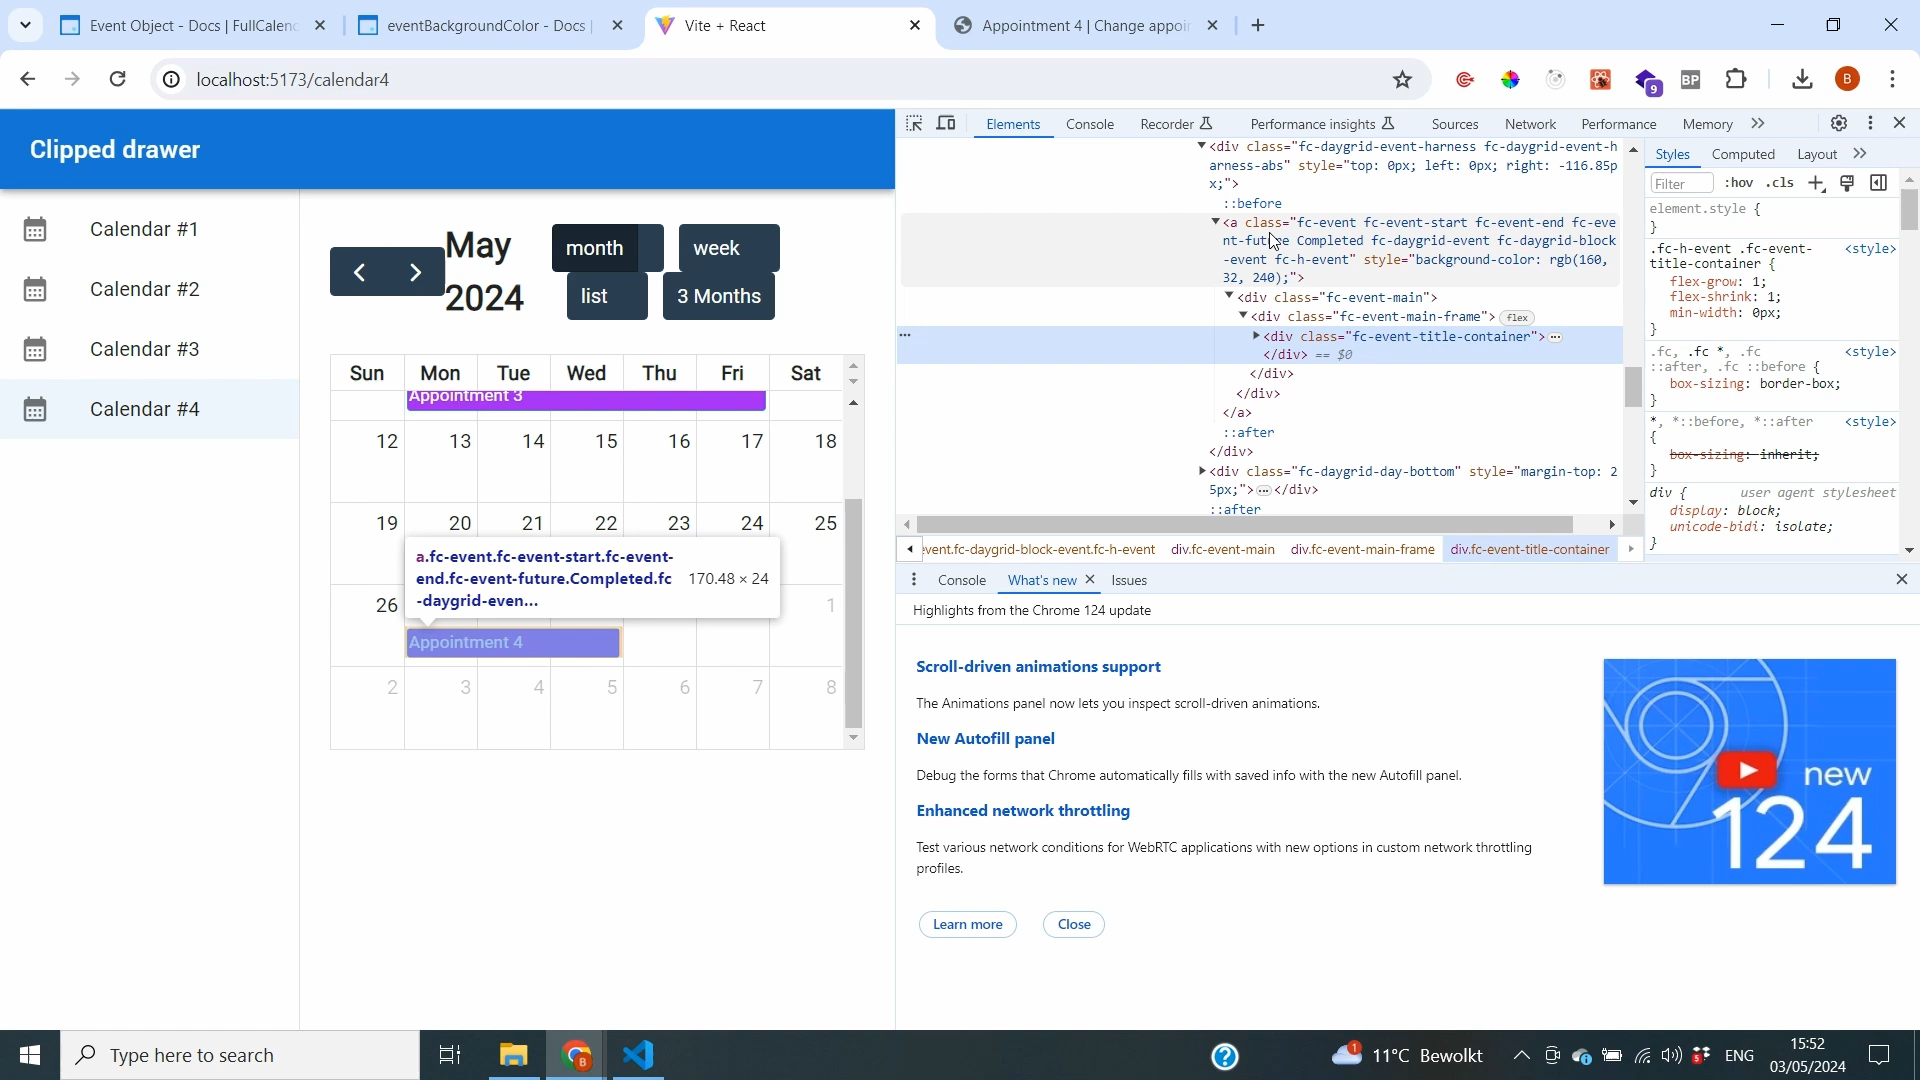 Event Object - Docs | FullCalen
eventBackgroundColor - Docs |
Vite + React
Appointment 4 | Change appoi
localhost:5173/calendar4
9
BP
B
Clipped drawer
Calendar #1
Calendar #2
Calendar #3
Calendar #4
May
2024
month
week
list
3 Months
Sun Mon Tue Wed Thu Fri Sat
Appointment 3
12 13 14 15 16 17 18
19 20 21 22 23 24 25
26 1
a.fc-event.fc-event-start.fc-event-
end.fc-event-future.Completed.fc
-daygrid-even...
170.48 × 24
Appointment 4
2 3 4 5 6 7 8
Elements Console Recorder Performance insights Sources Network Performance Memory
<div class="fc-daygrid-event-harness fc-daygrid-event-h
arness-abs" style="top: 0px; left: 0px; right: -116.85p
x;">
::before
<a class="fc-event fc-event-start fc-event-end fc-eve
nt-future Completed fc-daygrid-event fc-daygrid-block
-event fc-h-event" style="background-color: rgb(160,
32, 240);">
<div class="fc-event-main">
<div class="fc-event-main-frame"> flex
<div class="fc-event-title-container"> …
</div> == $0
</div>
</div>
</a>
::after
</div>
<div class="fc-daygrid-day-bottom" style="margin-top: 2
5px;"> … </div>
::after
event.fc-daygrid-block-event.fc-h-event div.fc-event-main div.fc-event-main-frame div.fc-event-title-container
Styles Computed Layout
Filter :hov .cls
element.style {
}
.fc-h-event .fc-event- <style>
title-container {
flex-grow: 1;
flex-shrink: 1;
min-width: 0px;
}
.fc, .fc *, .fc <style>
::after, .fc ::before {
box-sizing: border-box;
}
*, *::before, *::after <style>
{
box-sizing: inherit;
}
div { user agent stylesheet
display: block;
unicode-bidi: isolate;
}
Console What's new Issues
Highlights from the Chrome 124 update
Scroll-driven animations support
The Animations panel now lets you inspect scroll-driven animations.
New Autofill panel
Debug the forms that Chrome automatically fills with saved info with the new Autofill panel.
Enhanced network throttling
Test various network conditions for WebRTC applications with new options in custom network throttling
profiles.
Learn more
Close
new
124
Type here to search
B
1
11°C Bewolkt
ENG
15:52
03/05/2024